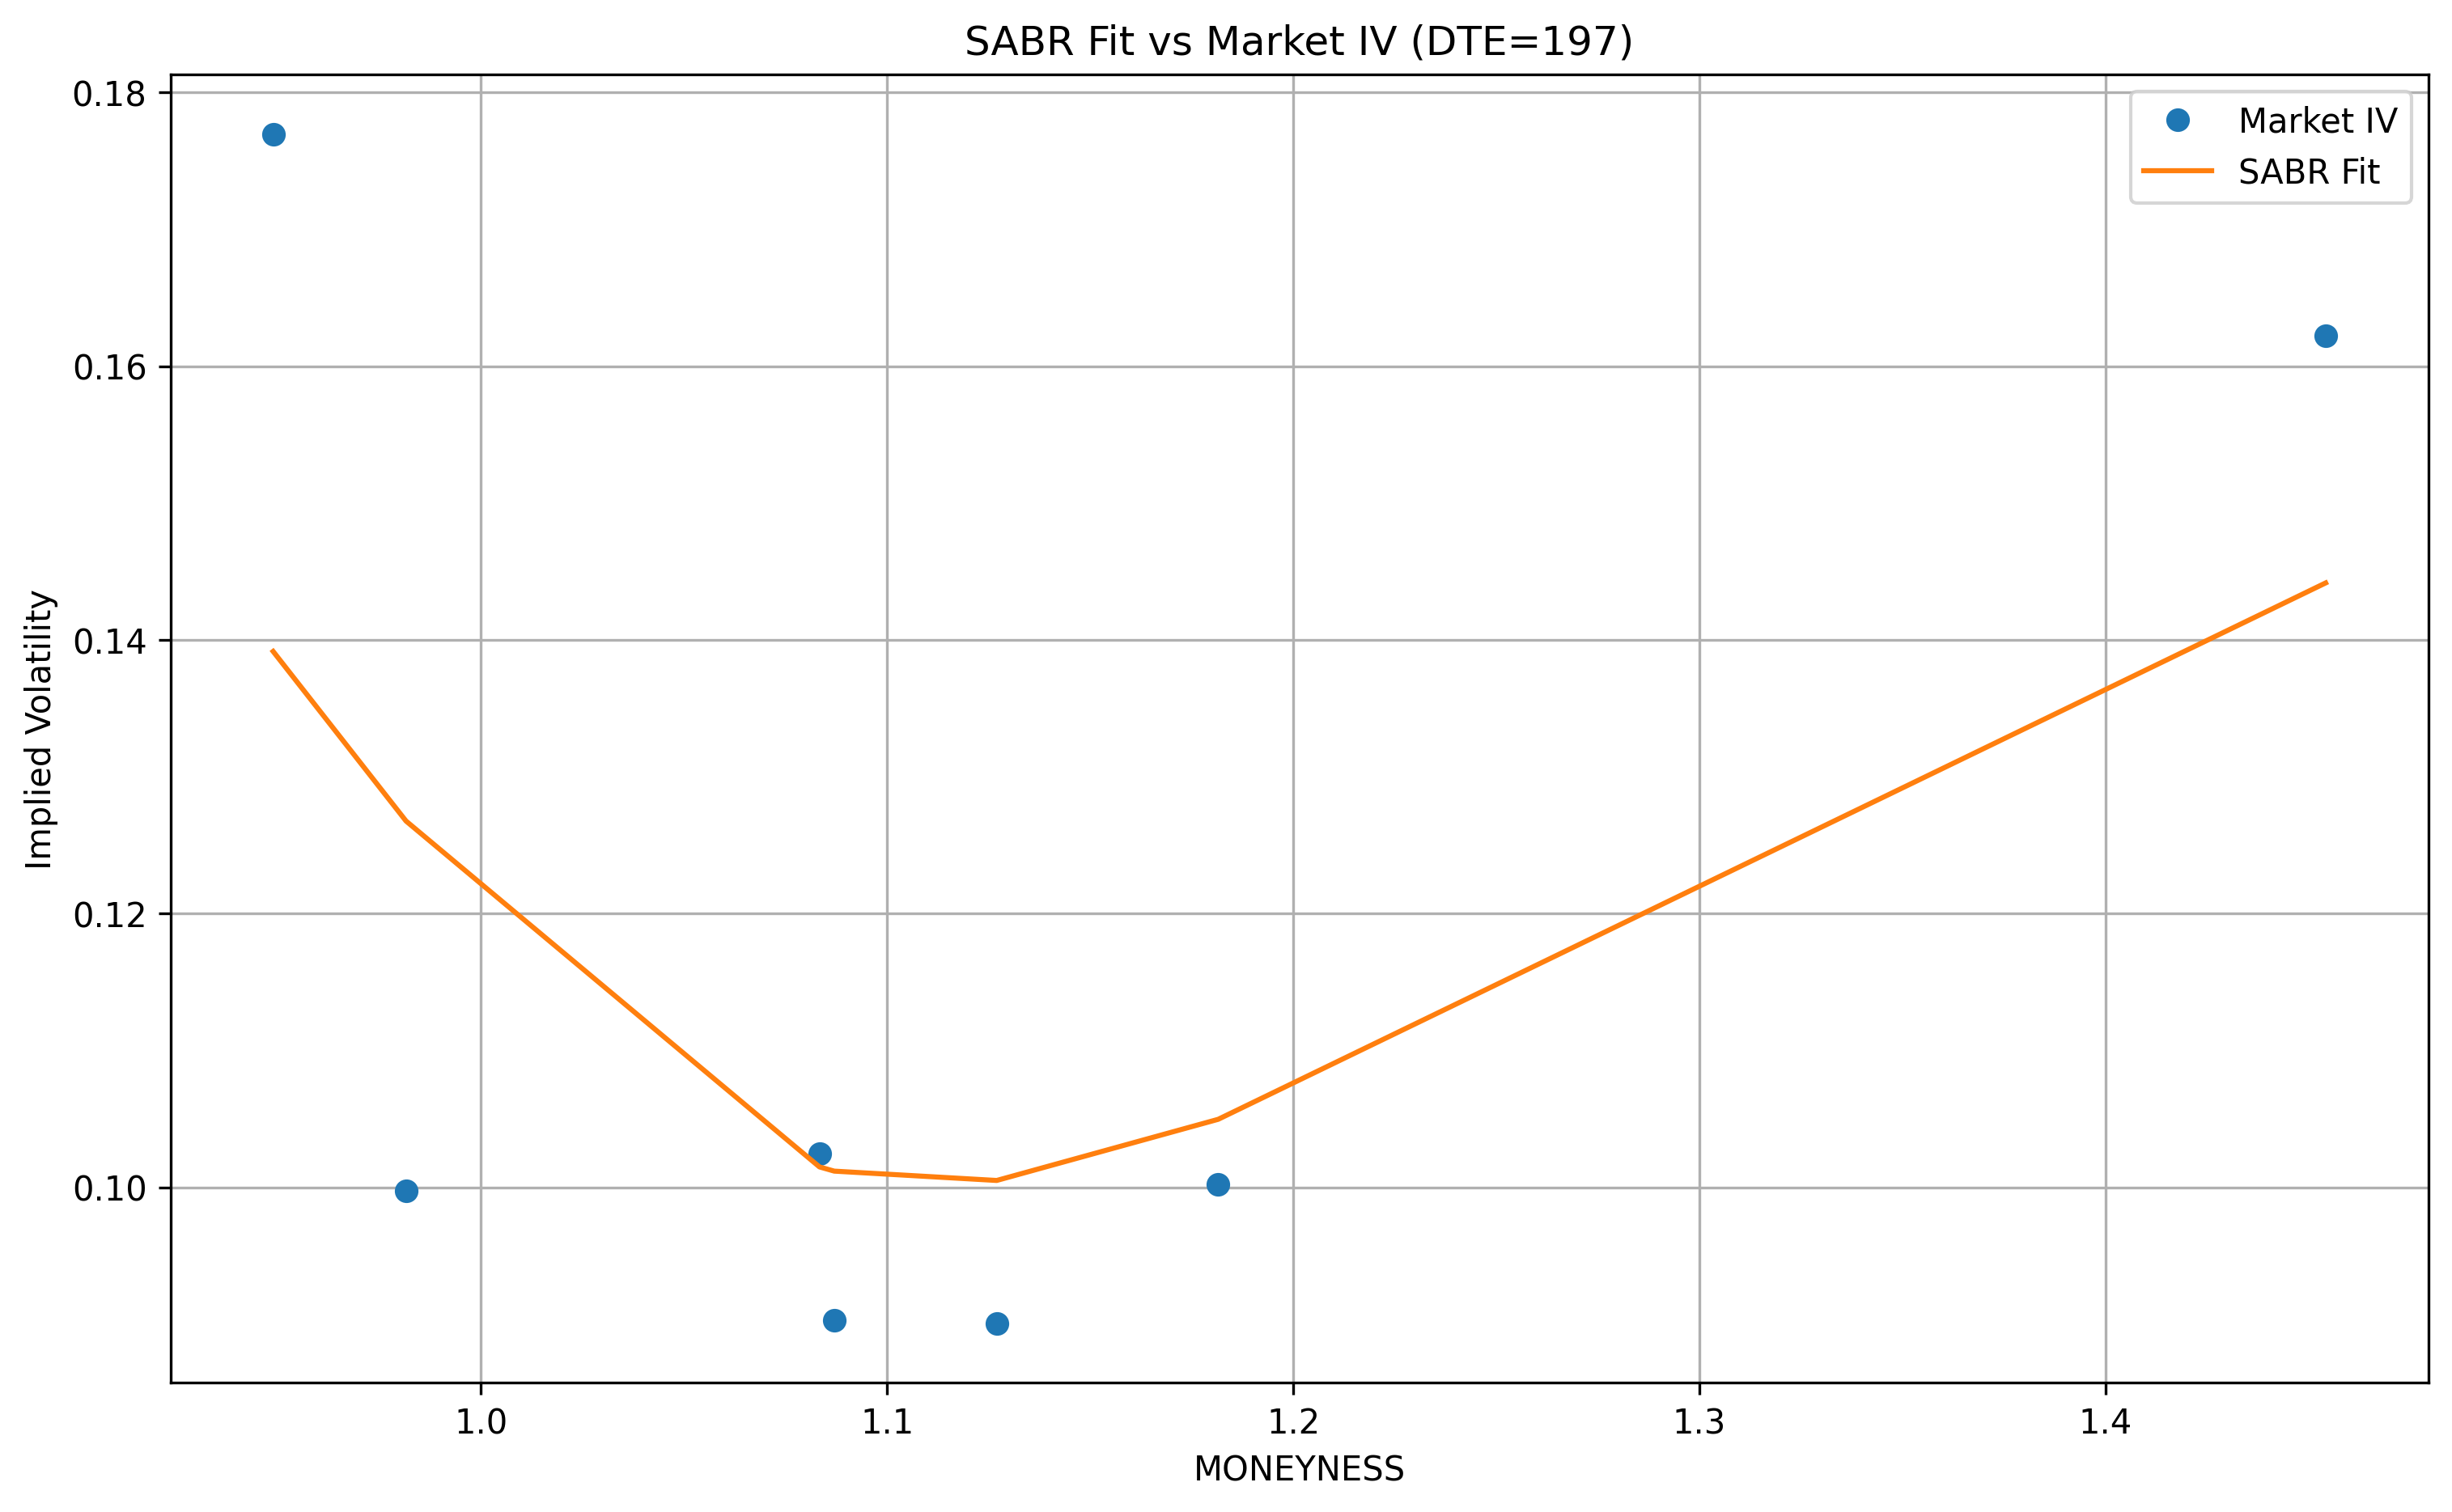 SABR Fit vs Market IV (DTE=197)
Market IV
SABR Fit
Implied Volatility
0.18
0.16
0.14
0.12
0.10
1.0 1.1 1.2 1.3 1.4
MONEYNESS